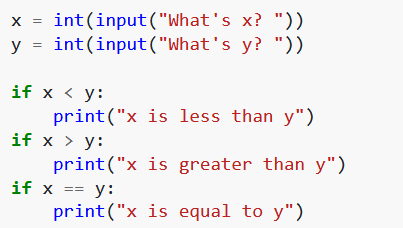 x = int(input("What's x? "))
y = int(input("What's y? "))
if x < y:
    print("x is less than y")
if x > y:
    print("x is greater than y")
if x == y:
    print("x is equal to y")